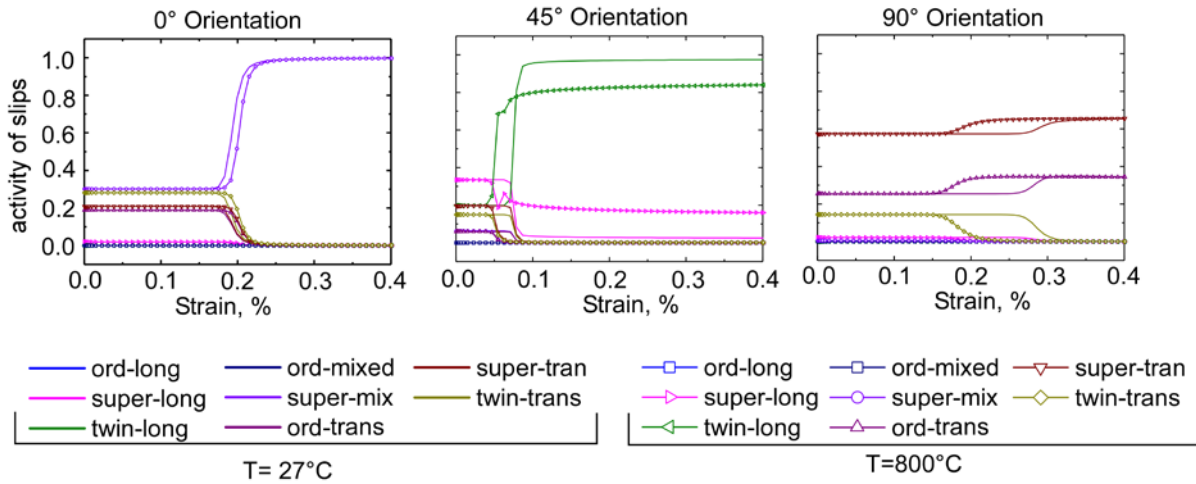 0° Orientation
45° Orientation
90° Orientation
activity of slips
1.0
0.8
0.6
0.4
0.2
0.0
0.0 0.1 0.2 0.3 0.4
Strain, %
0.0 0.1 0.2 0.3 0.4
Strain, %
0.0 0.1 0.2 0.3 0.4
Strain, %
ord-long ord-mixed super-tran
super-long super-mix twin-trans
twin-long ord-trans
T= 27°C
ord-long ord-mixed super-tran
super-long super-mix twin-trans
twin-long ord-trans
T=800°C